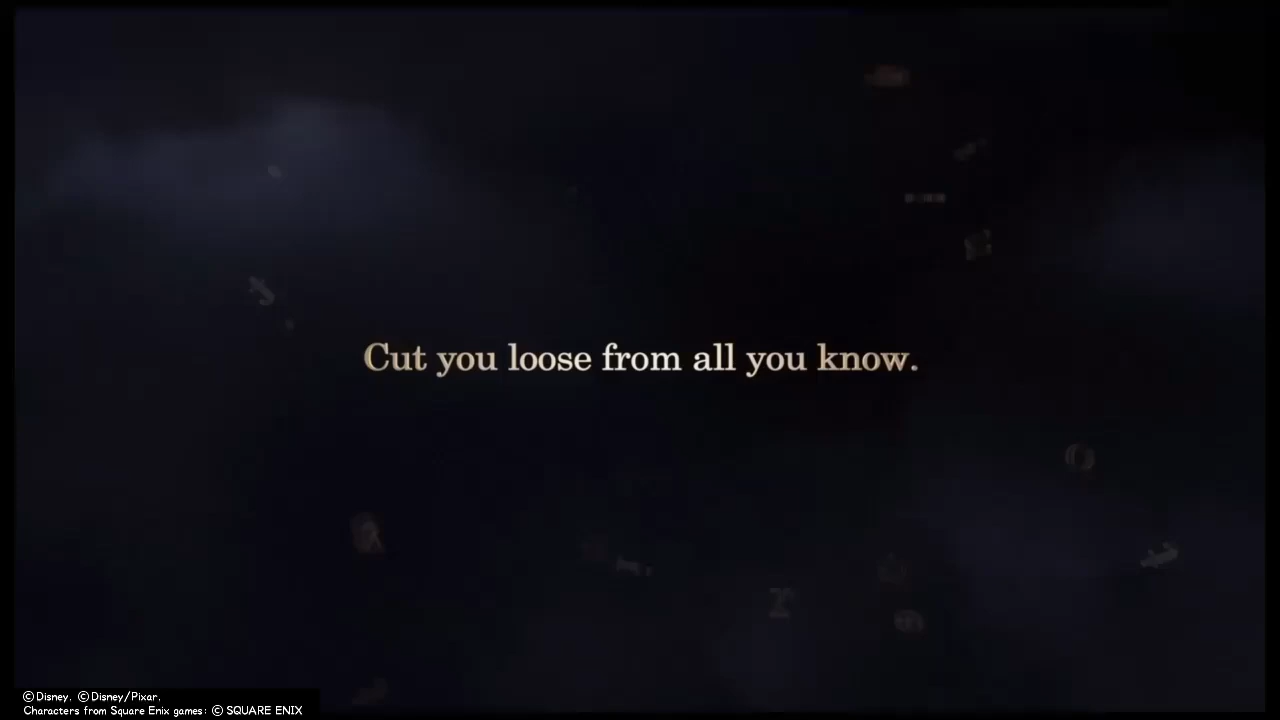 Cut you loose from all you know.
©Disney. ©Disney/Pixar.
Characters from Square Enix games: © SQUARE ENIX